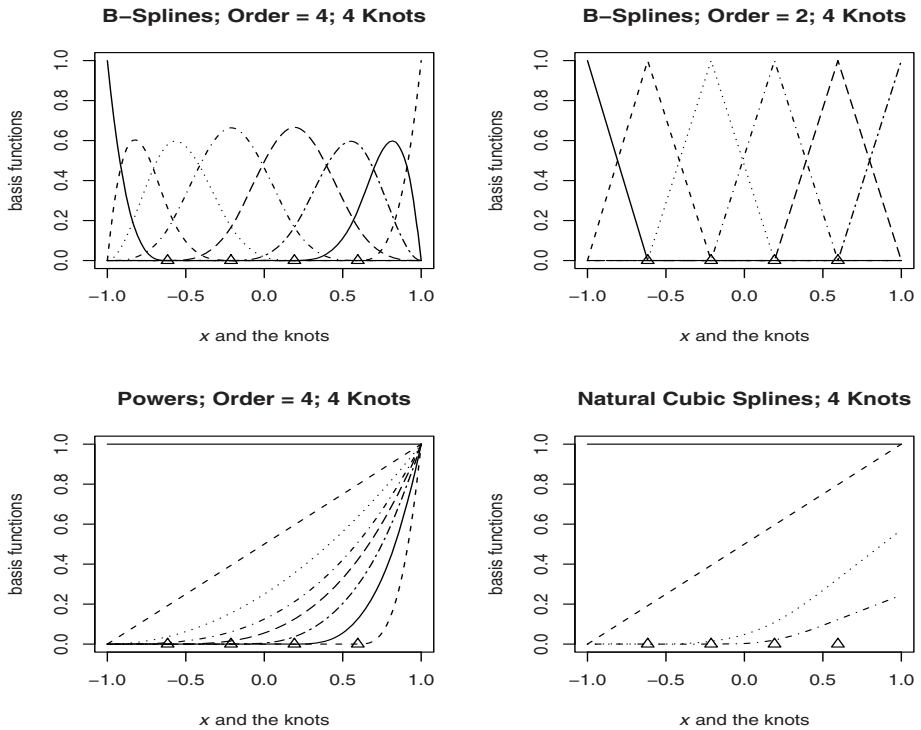 B−Splines; Order = 4; 4 Knots
basis functions
0.0 0.2 0.4 0.6 0.8 1.0
−1.0 −0.5 0.0 0.5 1.0
x and the knots
B−Splines; Order = 2; 4 Knots
basis functions
0.0 0.2 0.4 0.6 0.8 1.0
−1.0 −0.5 0.0 0.5 1.0
x and the knots
Powers; Order = 4; 4 Knots
basis functions
0.0 0.2 0.4 0.6 0.8 1.0
−1.0 −0.5 0.0 0.5 1.0
x and the knots
Natural Cubic Splines; 4 Knots
basis functions
0.0 0.2 0.4 0.6 0.8 1.0
−1.0 −0.5 0.0 0.5 1.0
x and the knots